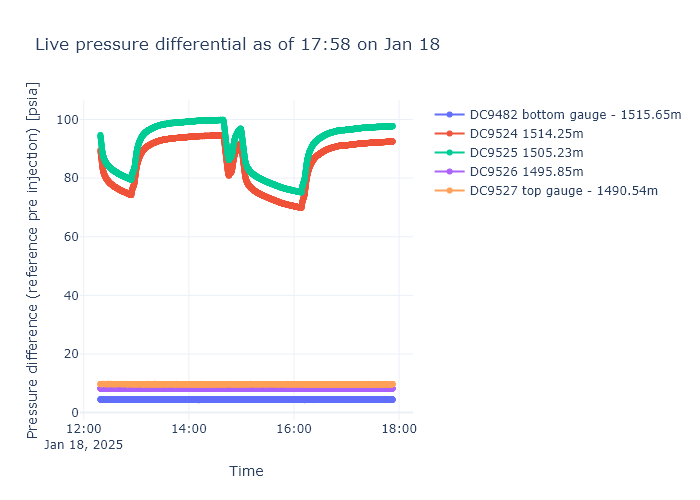 Live pressure differential as of 17:58 on Jan 18
Pressure difference (reference pre injection) [psia]
100
80
60
40
20
0
12:00
Jan 18, 2025
14:00
16:00
18:00
Time
DC9482 bottom gauge - 1515.65m
DC9524 1514.25m
DC9525 1505.23m
DC9526 1495.85m
DC9527 top gauge - 1490.54m